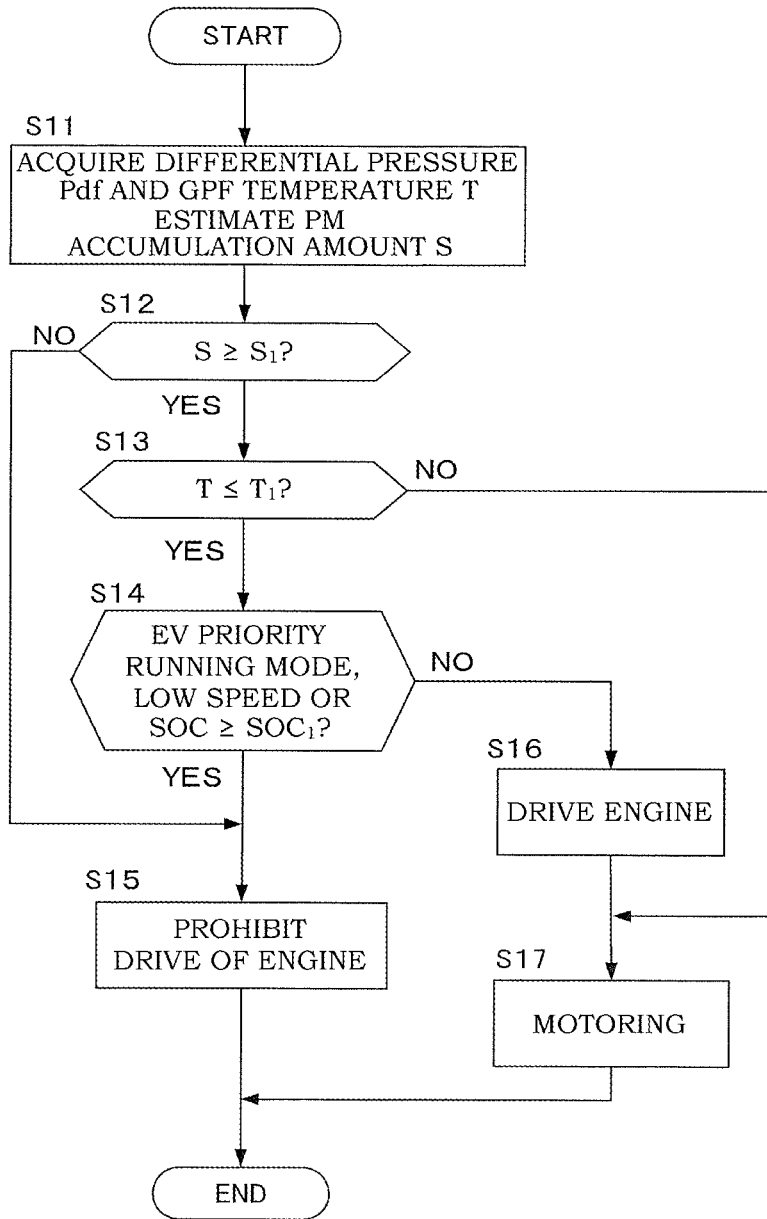 START
S11
ACQUIRE DIFFERENTIAL PRESSURE
Pdf AND GPF TEMPERATURE T
ESTIMATE PM
ACCUMULATION AMOUNT S
S12
NO
S ≥ S₁?
YES
S13
NO
T ≤ T₁?
YES
S14
EV PRIORITY
RUNNING MODE,
LOW SPEED OR
SOC ≥ SOC₁?
NO
YES
S16
DRIVE ENGINE
S15
PROHIBIT
DRIVE OF ENGINE
S17
MOTORING
END